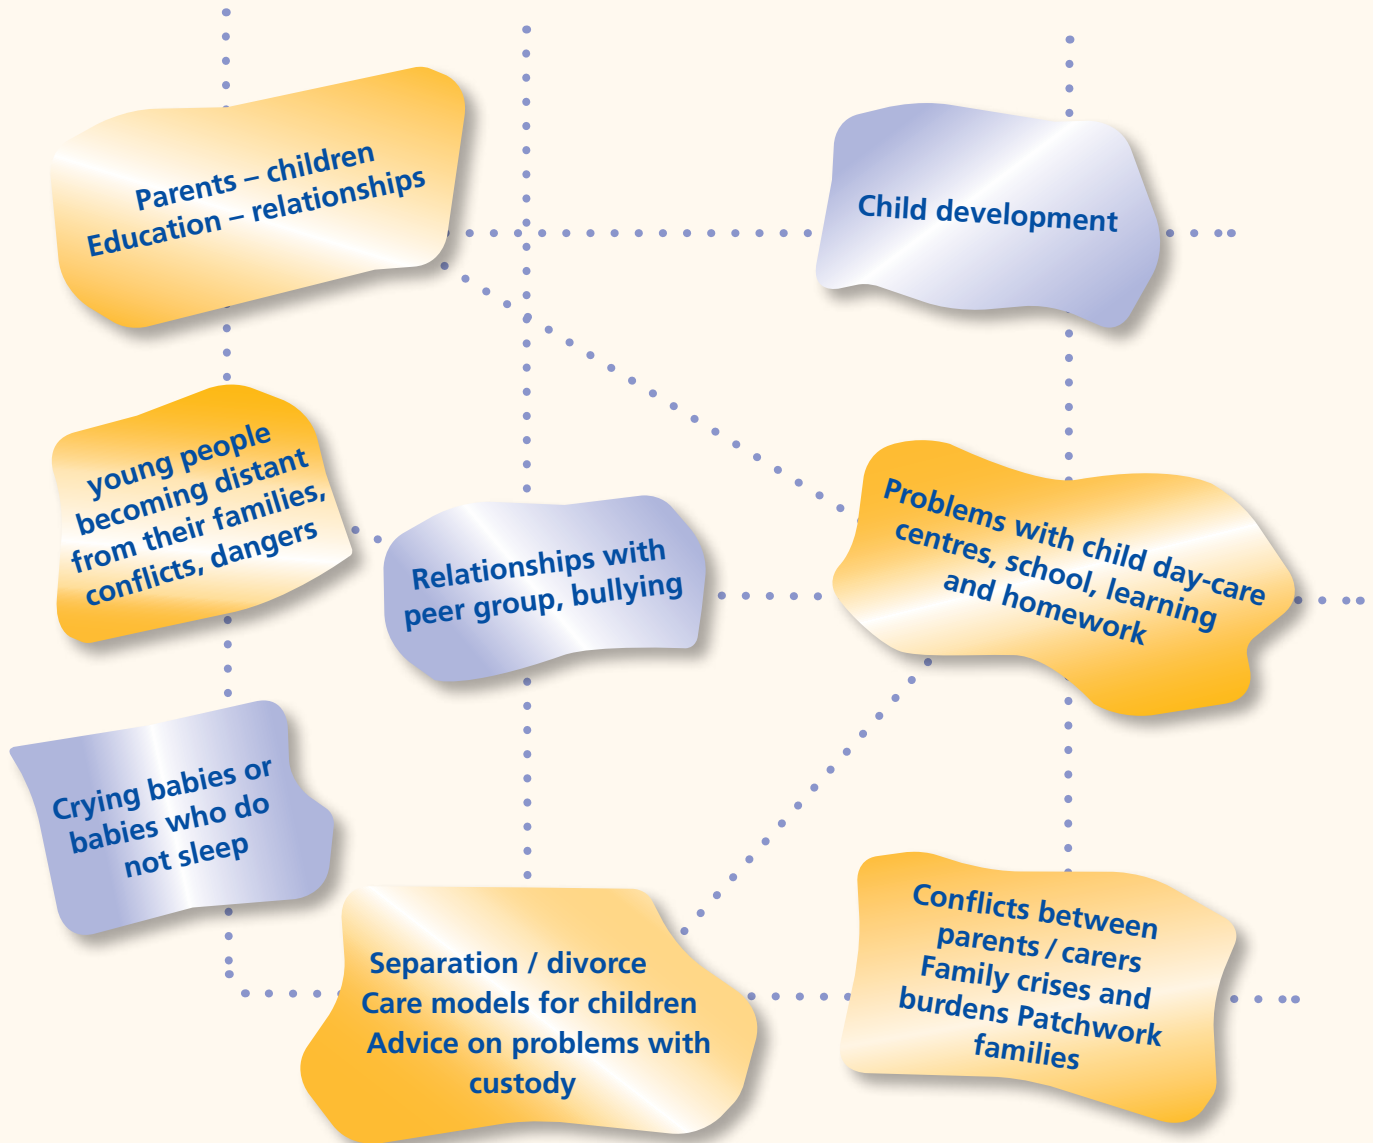 Parents – children
Education – relationships
Child development
young people
becoming distant
from their families,
conflicts, dangers
Relationships with
peer group, bullying
Problems with child day-care
centres, school, learning
and homework
Crying babies or
babies who do
not sleep
Separation / divorce
Care models for children
Advice on problems with
custody
Conflicts between
parents / carers
Family crises and
burdens Patchwork
families